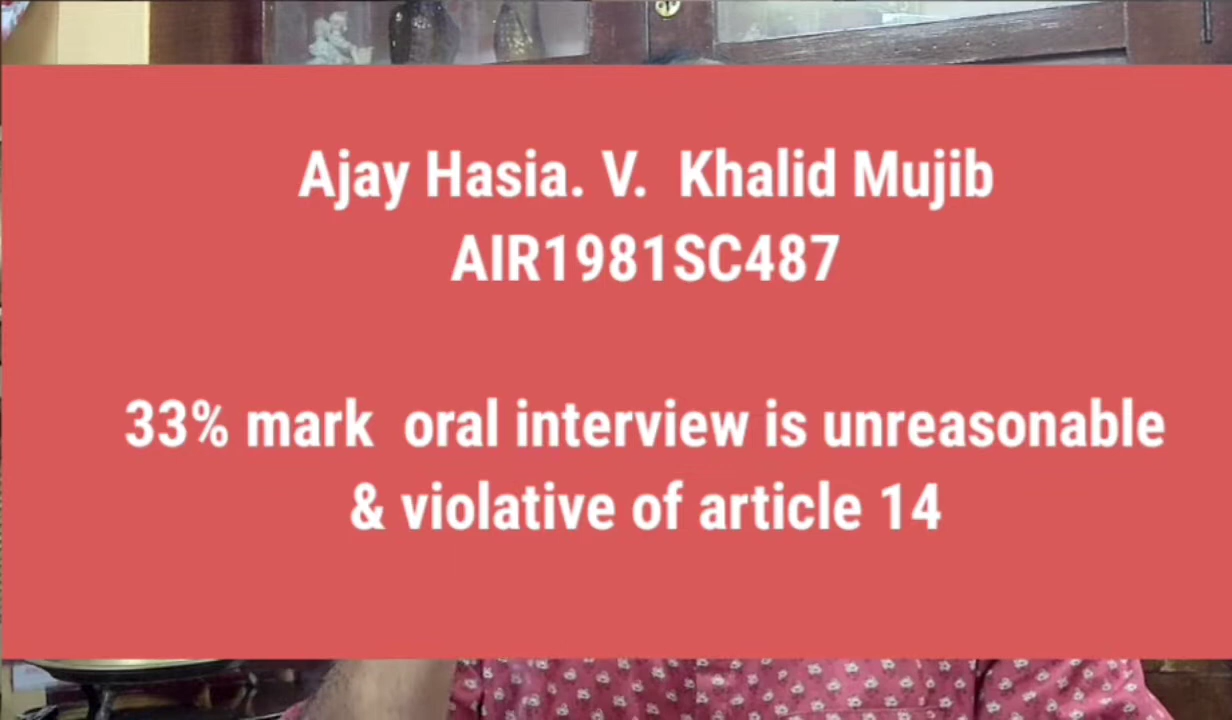 Ajay Hasia. V. Khalid Mujib
AIR1981SC487
33% mark oral interview is unreasonable
& violative of article 14